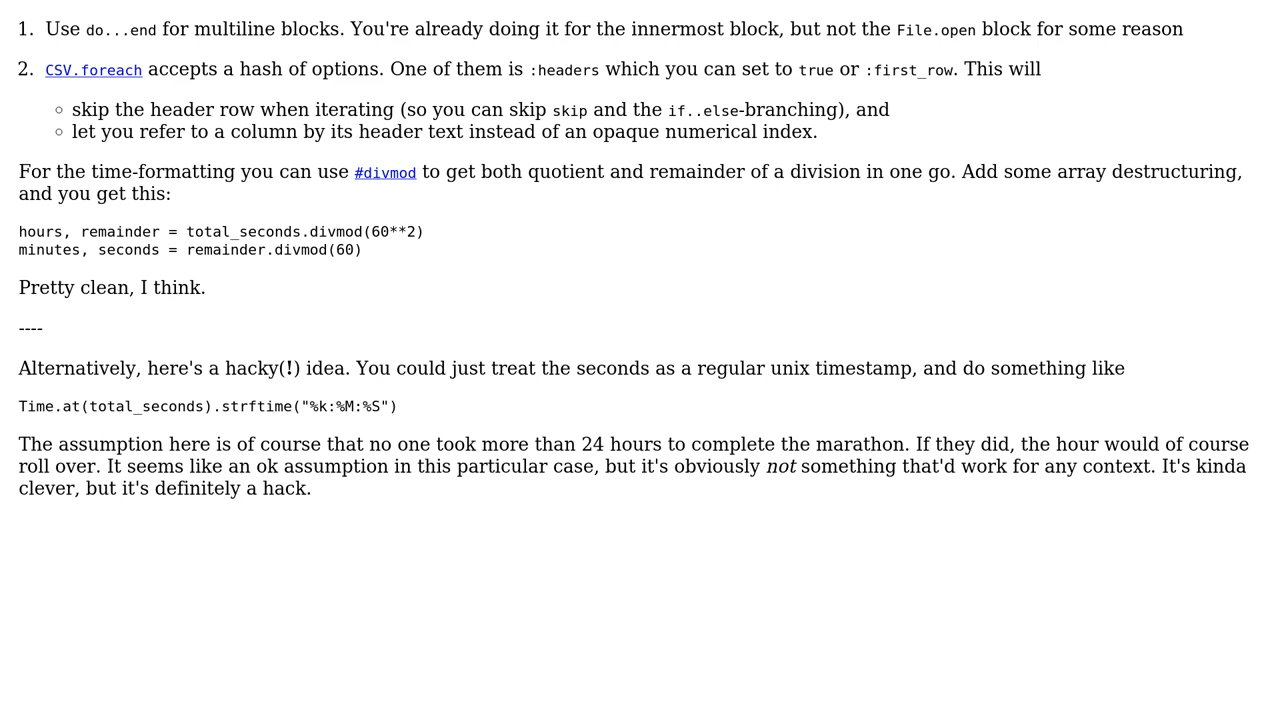 1. Use do...end for multiline blocks. You're already doing it for the innermost block, but not the File.open block for some reason
2. CSV.foreach accepts a hash of options. One of them is :headers which you can set to true or :first_row. This will
◦ skip the header row when iterating (so you can skip skip and the if..else-branching), and
◦ let you refer to a column by its header text instead of an opaque numerical index.
For the time-formatting you can use #divmod to get both quotient and remainder of a division in one go. Add some array destructuring,
and you get this:
hours, remainder = total_seconds.divmod(60**2)
minutes, seconds = remainder.divmod(60)
Pretty clean, I think.
----
Alternatively, here's a hacky(!) idea. You could just treat the seconds as a regular unix timestamp, and do something like
Time.at(total_seconds).strftime("%k:%M:%S")
The assumption here is of course that no one took more than 24 hours to complete the marathon. If they did, the hour would of course
roll over. It seems like an ok assumption in this particular case, but it's obviously not something that'd work for any context. It's kinda
clever, but it's definitely a hack.